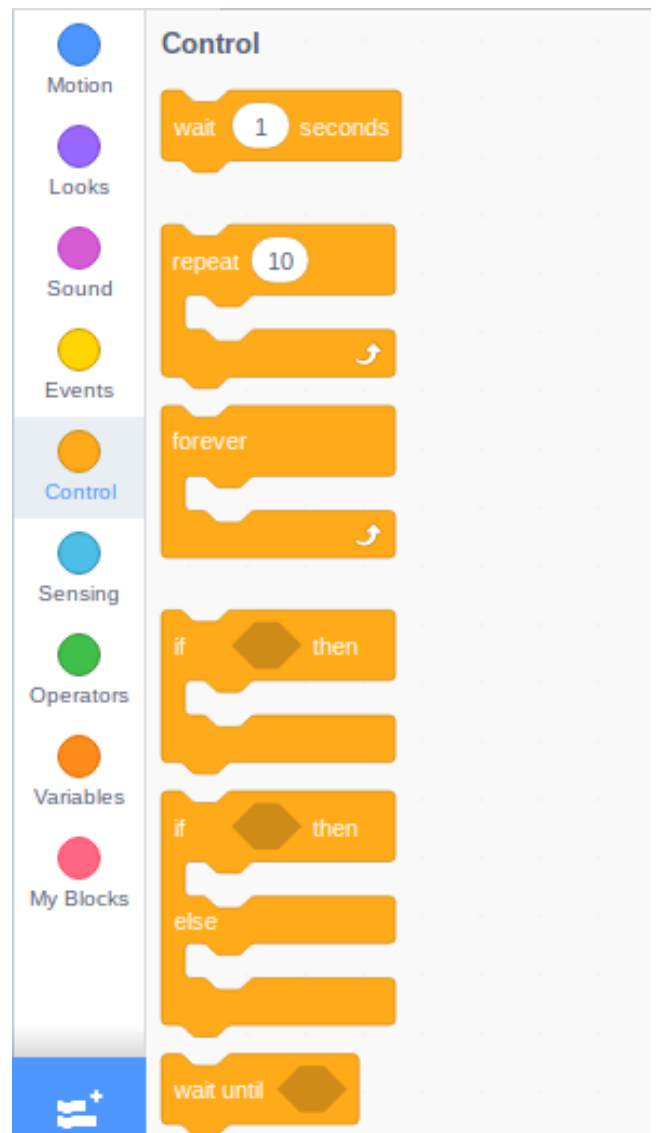 Motion
Looks
Sound
Events
Control
Sensing
Operators
Variables
My Blocks
Control
wait 1 seconds
repeat 10
forever
if then
if then
else
wait until